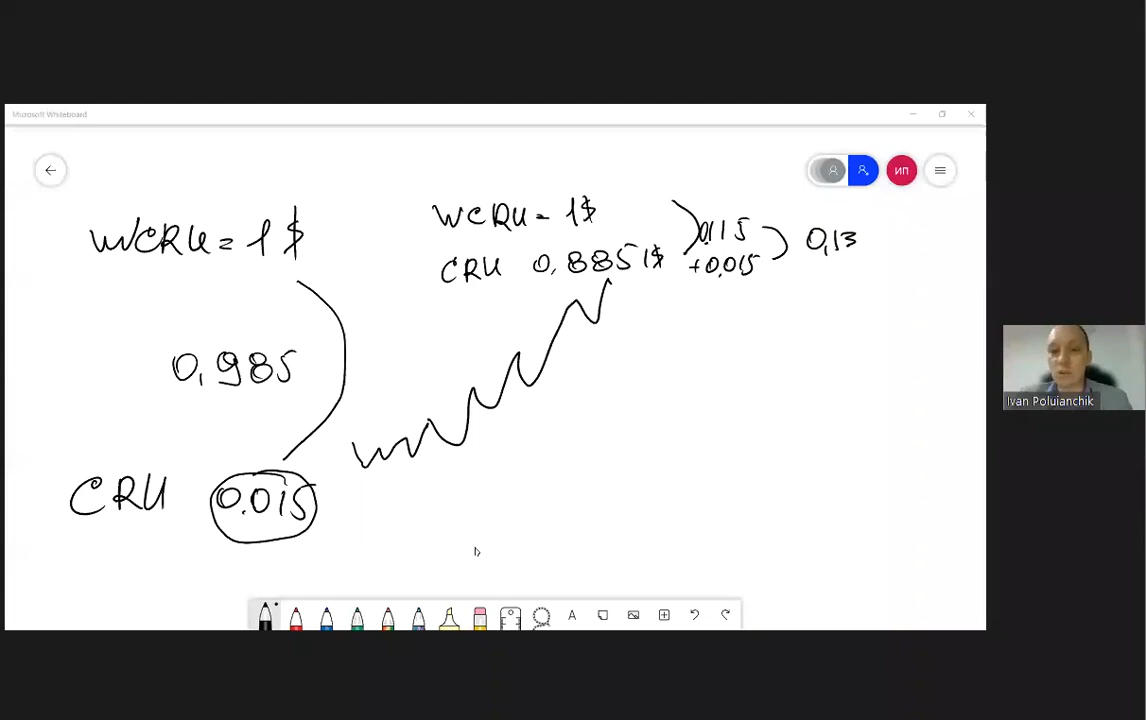 Microsoft Whiteboard
ИП
WCRU = 1$
0,985
CRU 0.015
WCRU = 1$
CRU 0,885 1$
0,115
+0,015
0,13
Ivan Poluianchik
A